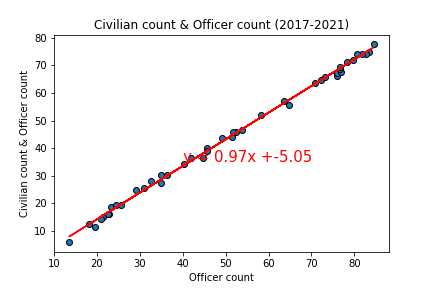 Civilian count & Officer count (2017-2021)
Civilian count & Officer count
80
70
60
50
40
30
20
10
y = 0.97x +-5.05
10 20 30 40 50 60 70 80
Officer count